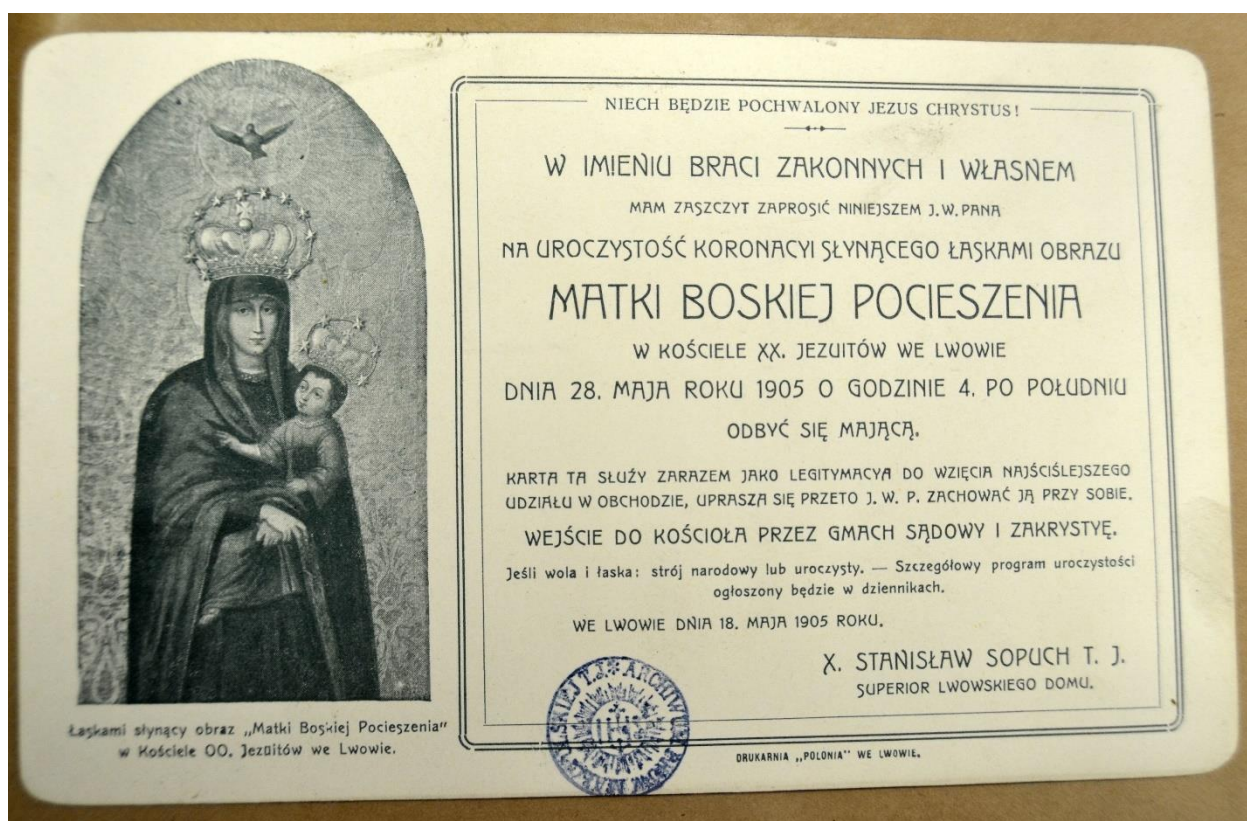 NIECH BĘDZIE POCHWALONY JEZUS CHRYSTUS!
W IMIENIU BRACI ZAKONNYCH I WŁASNEM
MAM ZASZCZYT ZAPROSIĆ NINIEJSZEM J. W. PANA
NA UROCZYSTOŚĆ KORONACYI SŁYNĄCEGO ŁASKAMI OBRAZU
MATKI BOSKIEJ POCIESZENIA
W KOŚCIELE XX. JEZUITÓW WE LWOWIE
DNIA 28. MAJA ROKU 1905 O GODZINIE 4. PO POŁUDNIU
ODBYĆ SIĘ MAJĄCĄ.
KARTA TA SŁUŻY ZARAZEM JAKO LEGITYMACYA DO WZIĘCIA NAJŚCIŚLEJSZEGO
UDZIAŁU W OBCHODZIE, UPRASZA SIĘ PRZETO J. W. P. ZACHOWAĆ JĄ PRZY SOBIE.
WEJŚCIE DO KOŚCIOŁA PRZEZ GMACH SĄDOWY I ZAKRYSTYĘ.
Jeśli wola i łaska: strój narodowy lub uroczysty. — Szczegółowy program uroczystości
ogłoszony będzie w dziennikach.
WE LWOWIE DNIA 18. MAJA 1905 ROKU.
X. STANISŁAW SOPUCH T. J.
SUPERIOR LWOWSKIEGO DOMU.
Łaskami słynący obraz „Matki Boskiej Pocieszenia"
w Kościele OO. Jezuitów we Lwowie.
DRUKARNIA „POLONIA" WE LWOWIE.
ARCHIWUM
SKIEJ T.J.
IHS